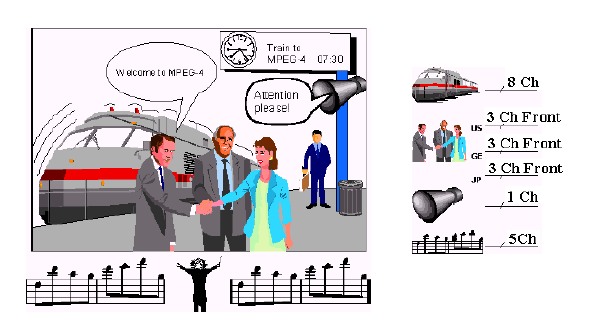 Train to
MPEG-4 07:30
Welcome to MPEG-4
Attention
please!
8 Ch
3 Ch Front
US
3 Ch Front
GE
3 Ch Front
JP
1 Ch
5Ch